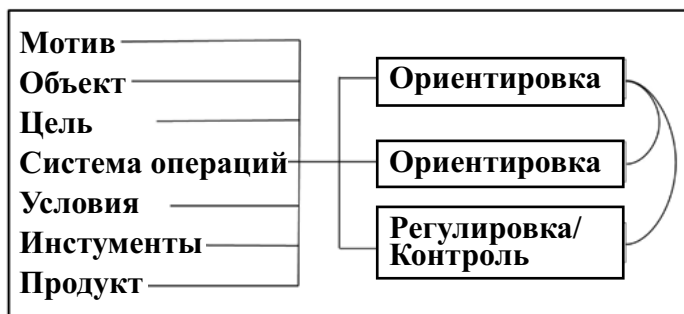 Мотив
Объект
Цель
Система операций
Условия
Инстументы
Продукт
Ориентировка
Ориентировка
Регулировка/
Контроль